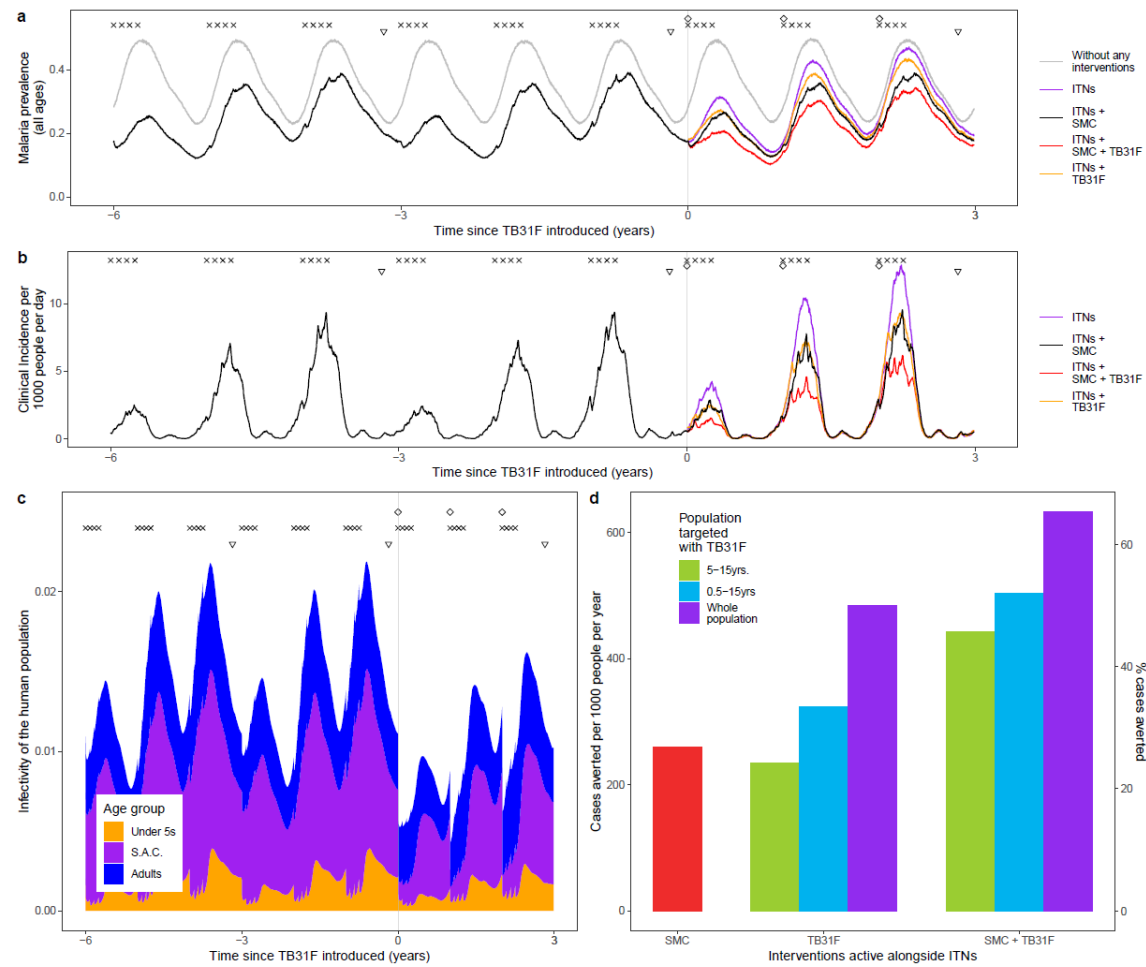 a
Malaria prevalence
(all ages)
0.4
0.2
0.0
−6
−3
0
3
Time since TB31F introduced (years)
Without any
interventions
ITNs
ITNs +
SMC
ITNs +
SMC + TB31F
ITNs +
TB31F
b
Clinical Incidence per
1000 people per day
10
5
0
−6
−3
0
3
Time since TB31F introduced (years)
ITNs
ITNs +
SMC
ITNs +
SMC + TB31F
ITNs +
TB31F
c
Infectivity of the human population
0.02
0.01
0.00
Age group
Under 5s
S.A.C.
Adults
−6
−3
0
3
Time since TB31F introduced (years)
d
Cases averted per 1000 people per year
600
400
200
0
Population
targeted
with TB31F
5−15yrs.
0.5−15yrs
Whole
population
% cases averted
60
40
20
0
SMC
TB31F
SMC + TB31F
Interventions active alongside ITNs